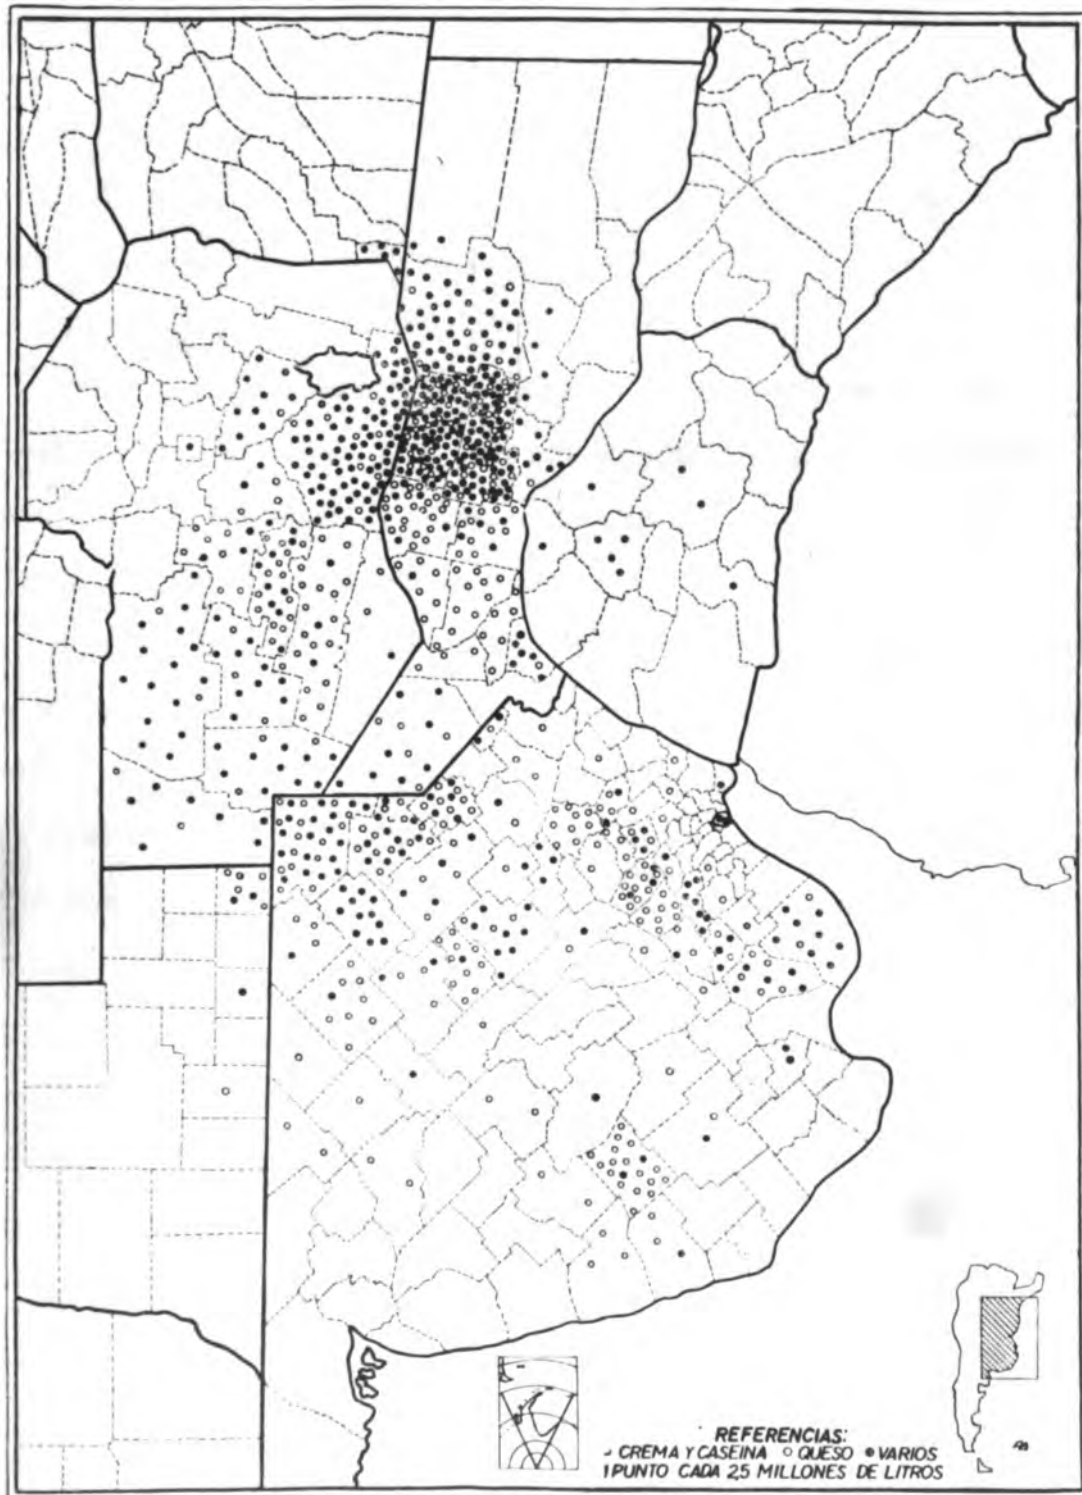 REFERENCIAS:
CREMA Y CASEINA ○ QUESO ● VARIOS
1 PUNTO CADA 2,5 MILLONES DE LITROS